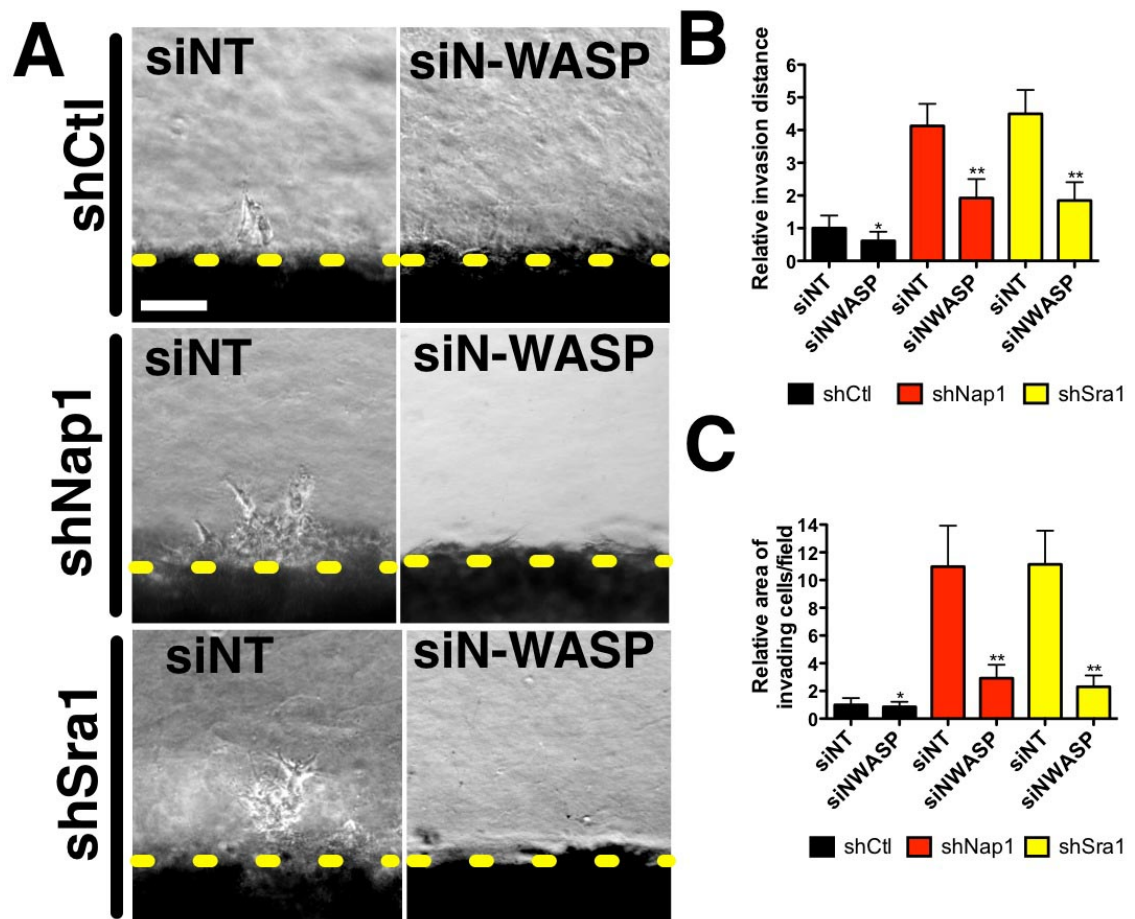 A
siNT
siN-WASP
shCtl
siNT
siN-WASP
shNap1
siNT
siN-WASP
shSra1
B
Relative invasion distance
6
5
4
3
2
1
0
siNT
siNWASP
siNT
siNWASP
siNT
siNWASP
*
**
**
shCtl shNap1 shSra1
C
Relative area of
invading cells/field
14
12
10
8
6
4
2
0
siNT
siNWASP
siNT
siNWASP
siNT
siNWASP
*
**
**
shCtl shNap1 shSra1